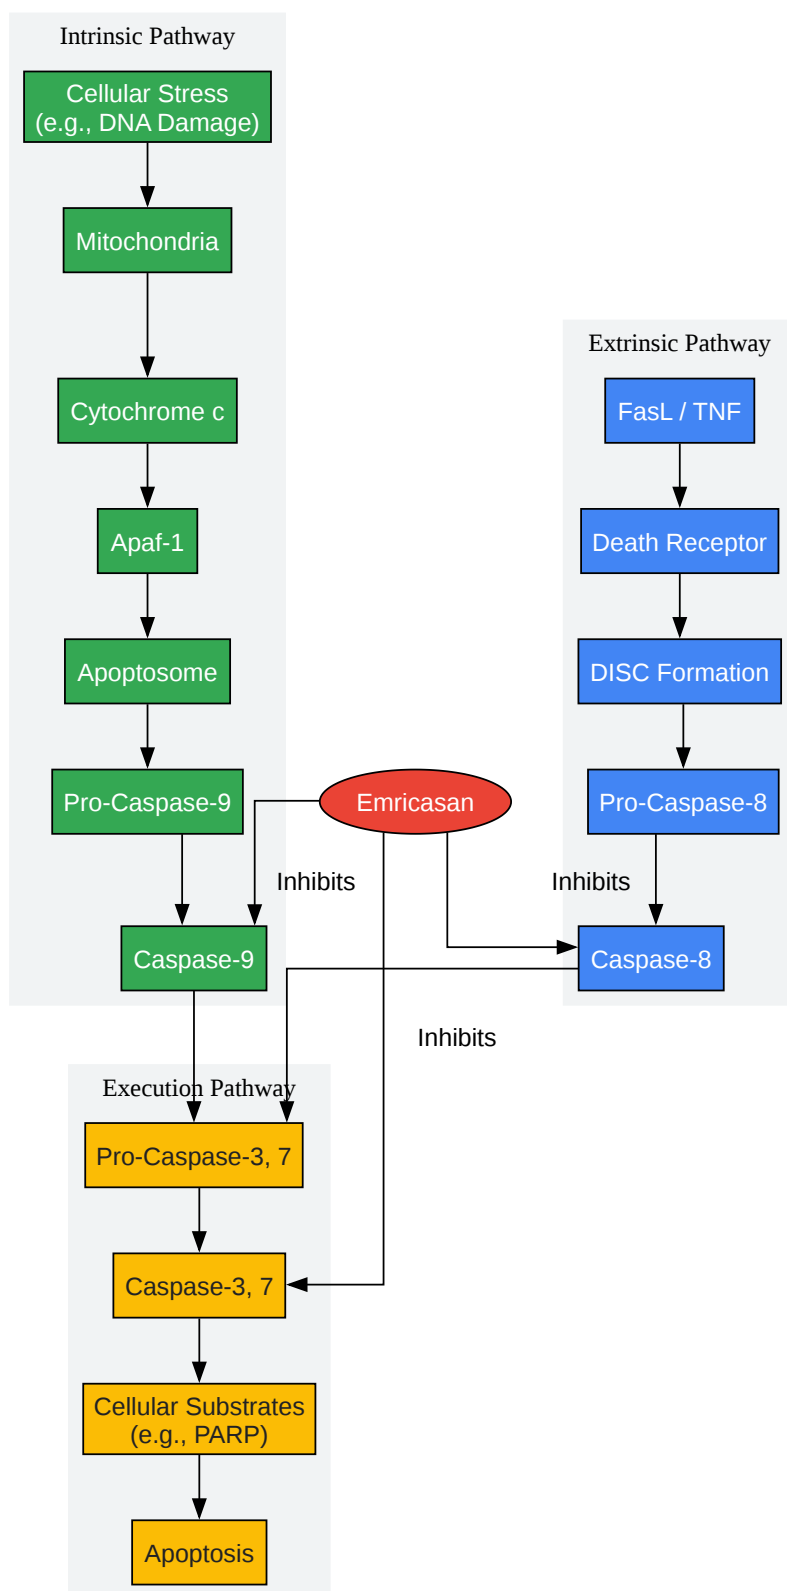 Intrinsic Pathway
Cellular Stress
(e.g., DNA Damage)
Mitochondria
Cytochrome c
Apaf-1
Apoptosome
Pro-Caspase-9
Caspase-9
Extrinsic Pathway
FasL / TNF
Death Receptor
DISC Formation
Pro-Caspase-8
Caspase-8
Emricasan
Inhibits
Inhibits
Inhibits
Execution Pathway
Pro-Caspase-3, 7
Caspase-3, 7
Cellular Substrates
(e.g., PARP)
Apoptosis